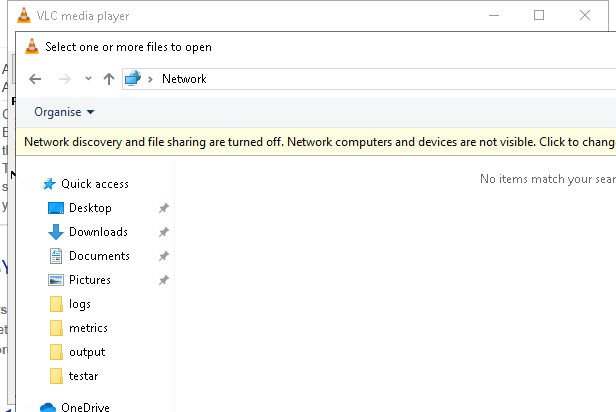 VLC media player
Select one or more files to open
Network
Organise
Network discovery and file sharing are turned off. Network computers and devices are not visible. Click to chang
No items match your sear
Quick access
Desktop
Downloads
Documents
Pictures
logs
metrics
output
testar
OneDrive